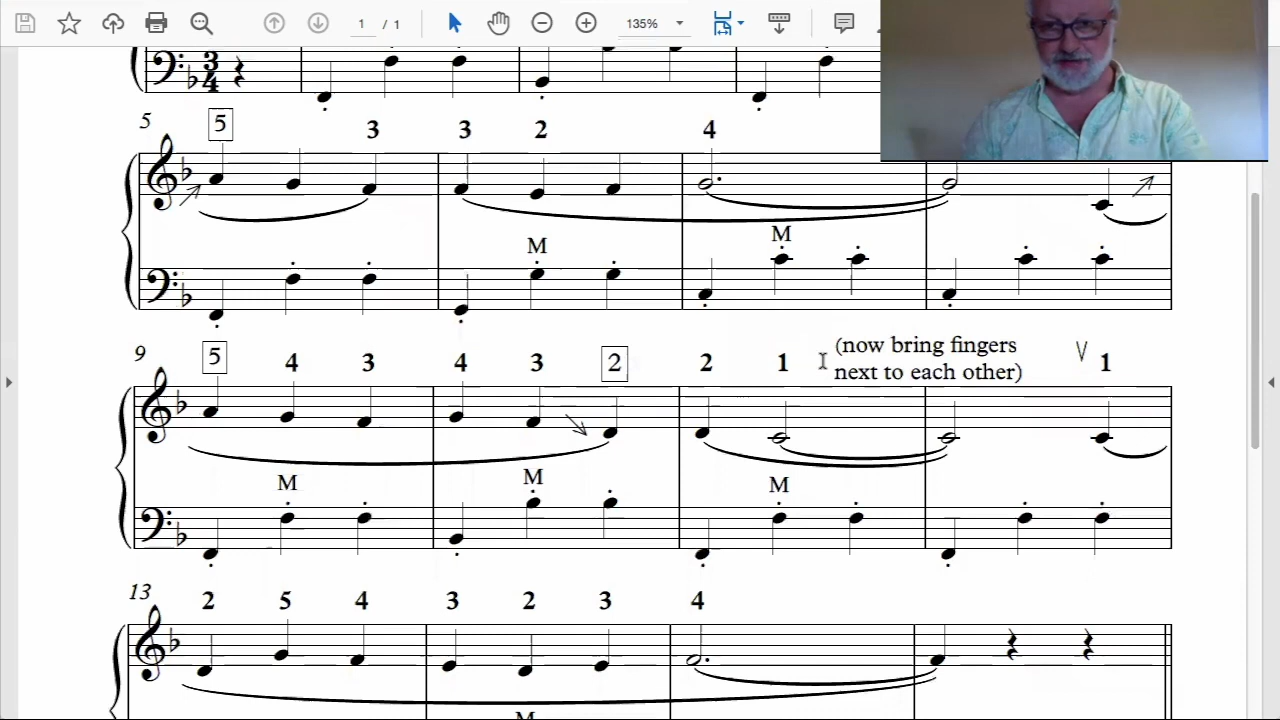 1 / 1 135%
3
4
5
5 3 3 2 4
M M
9
5 4 3 4 3 2 2 1 (now bring fingers V 1
next to each other)
M M M
13
2 5 4 3 2 3 4
M